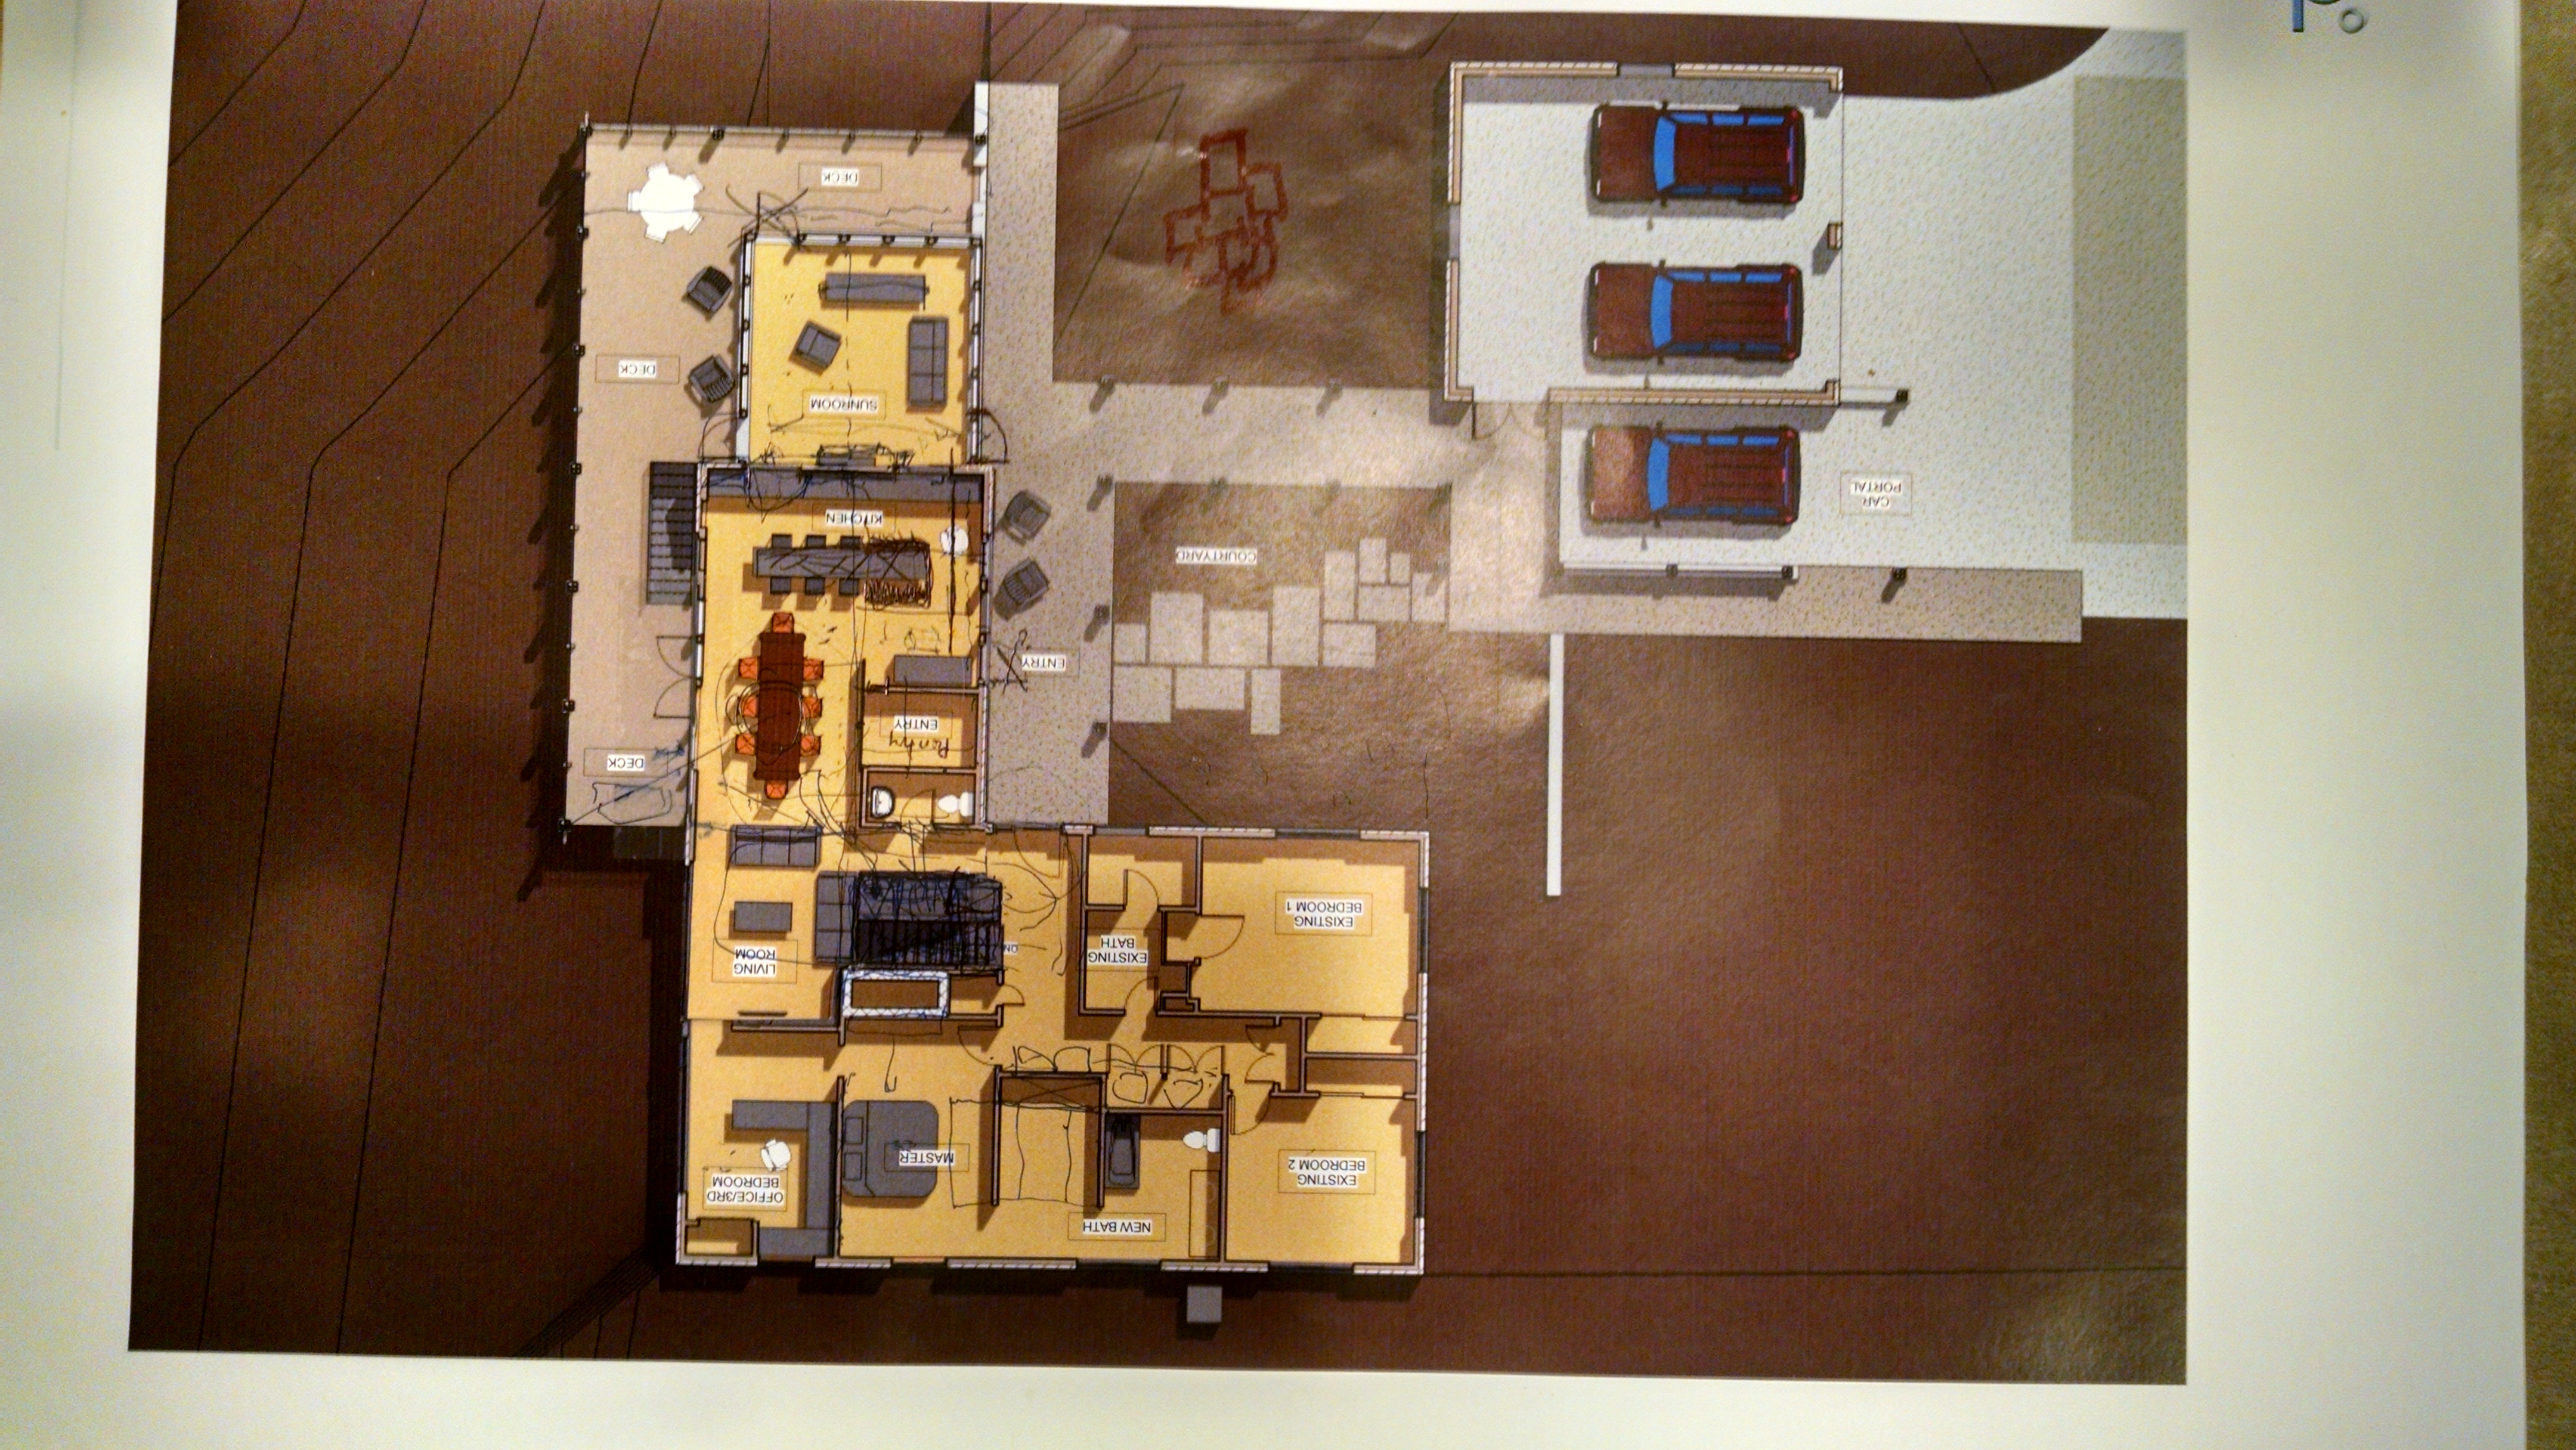 EXISTING
BEDROOM 2
NEW BATH
MASTER
OFFICE/3RD
BEDROOM
EXISTING
BATH
EXISTING
BEDROOM 1
DN
LIVING
ROOM
DECK
Pantry
ENTRY
ENTRY
COURTYARD
KITCHEN
CAR
PORTAL
SUNROOM
DECK
DECK